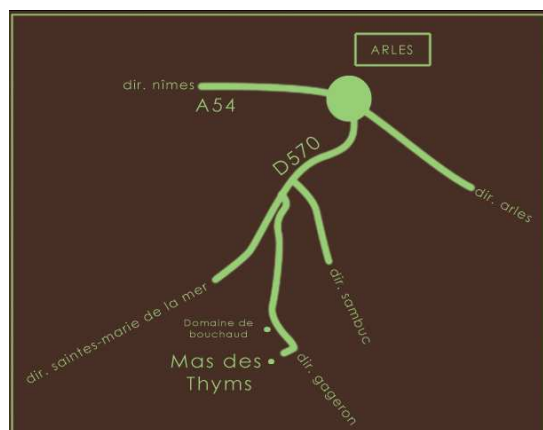 ARLES
dir. nîmes
A54
D570
dir. arles
dir. saintes-marie de la mer
dir. sambuc
Domaine de
bouchaud
Mas des
Thyms
dir. gageron